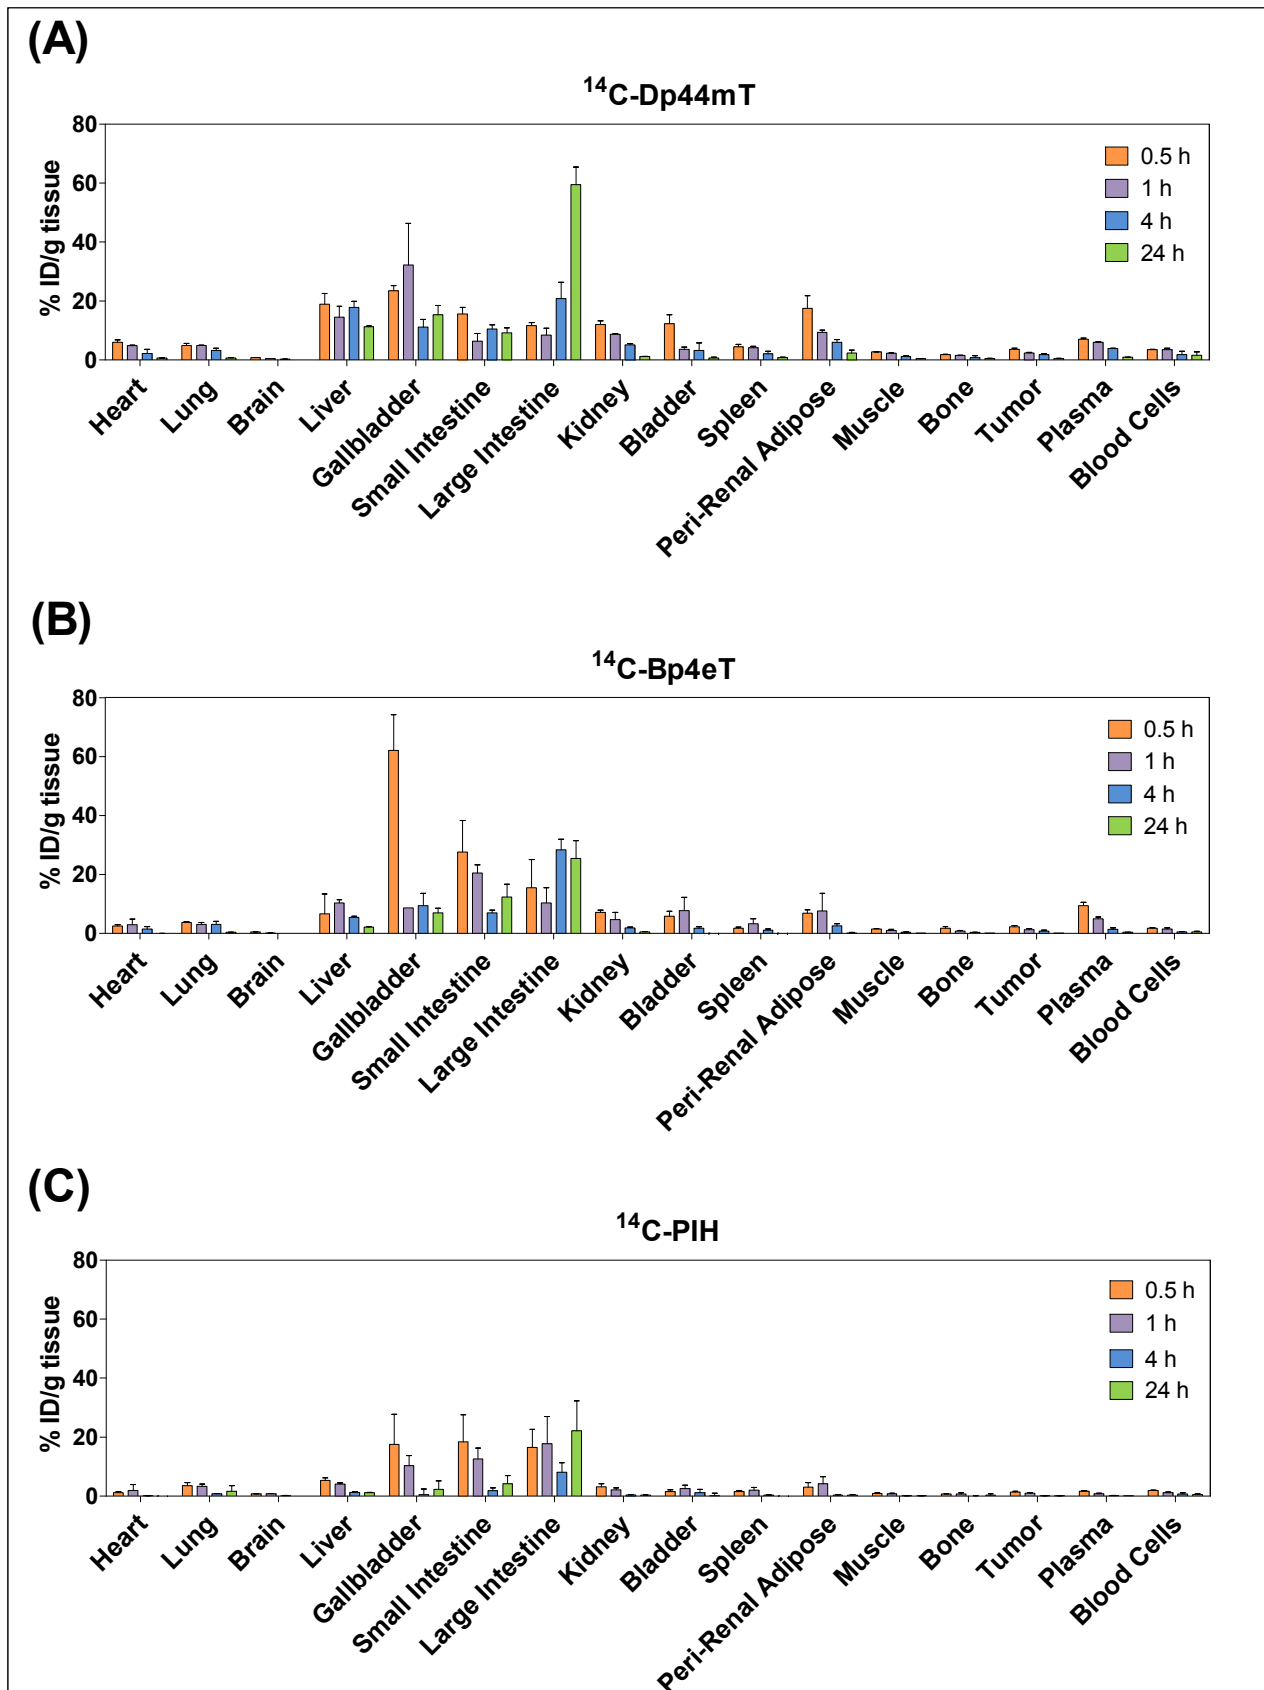 (A)
¹⁴C-Dp44mT
80
60
40
20
0
% ID/g tissue
0.5 h
1 h
4 h
24 h
Heart
Lung
Brain
Liver
Gallbladder
Small Intestine
Large Intestine
Kidney
Bladder
Spleen
Peri-Renal Adipose
Muscle
Bone
Tumor
Plasma
Blood Cells
(B)
¹⁴C-Bp4eT
80
60
40
20
0
% ID/g tissue
0.5 h
1 h
4 h
24 h
Heart
Lung
Brain
Liver
Gallbladder
Small Intestine
Large Intestine
Kidney
Bladder
Spleen
Peri-Renal Adipose
Muscle
Bone
Tumor
Plasma
Blood Cells
(C)
¹⁴C-PIH
80
60
40
20
0
% ID/g tissue
0.5 h
1 h
4 h
24 h
Heart
Lung
Brain
Liver
Gallbladder
Small Intestine
Large Intestine
Kidney
Bladder
Spleen
Peri-Renal Adipose
Muscle
Bone
Tumor
Plasma
Blood Cells